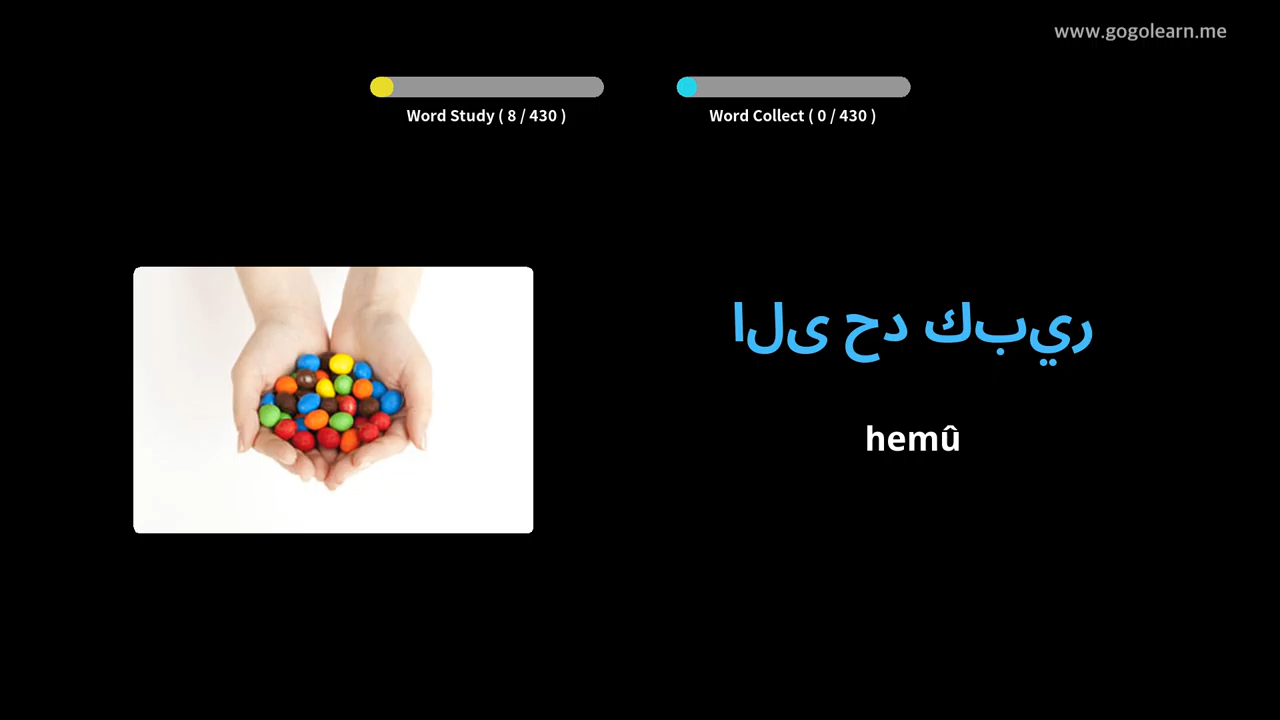 www.gogolearn.me
Word Study ( 8 / 430 )
Word Collect ( 0 / 430 )
الى حد كبير
hemû